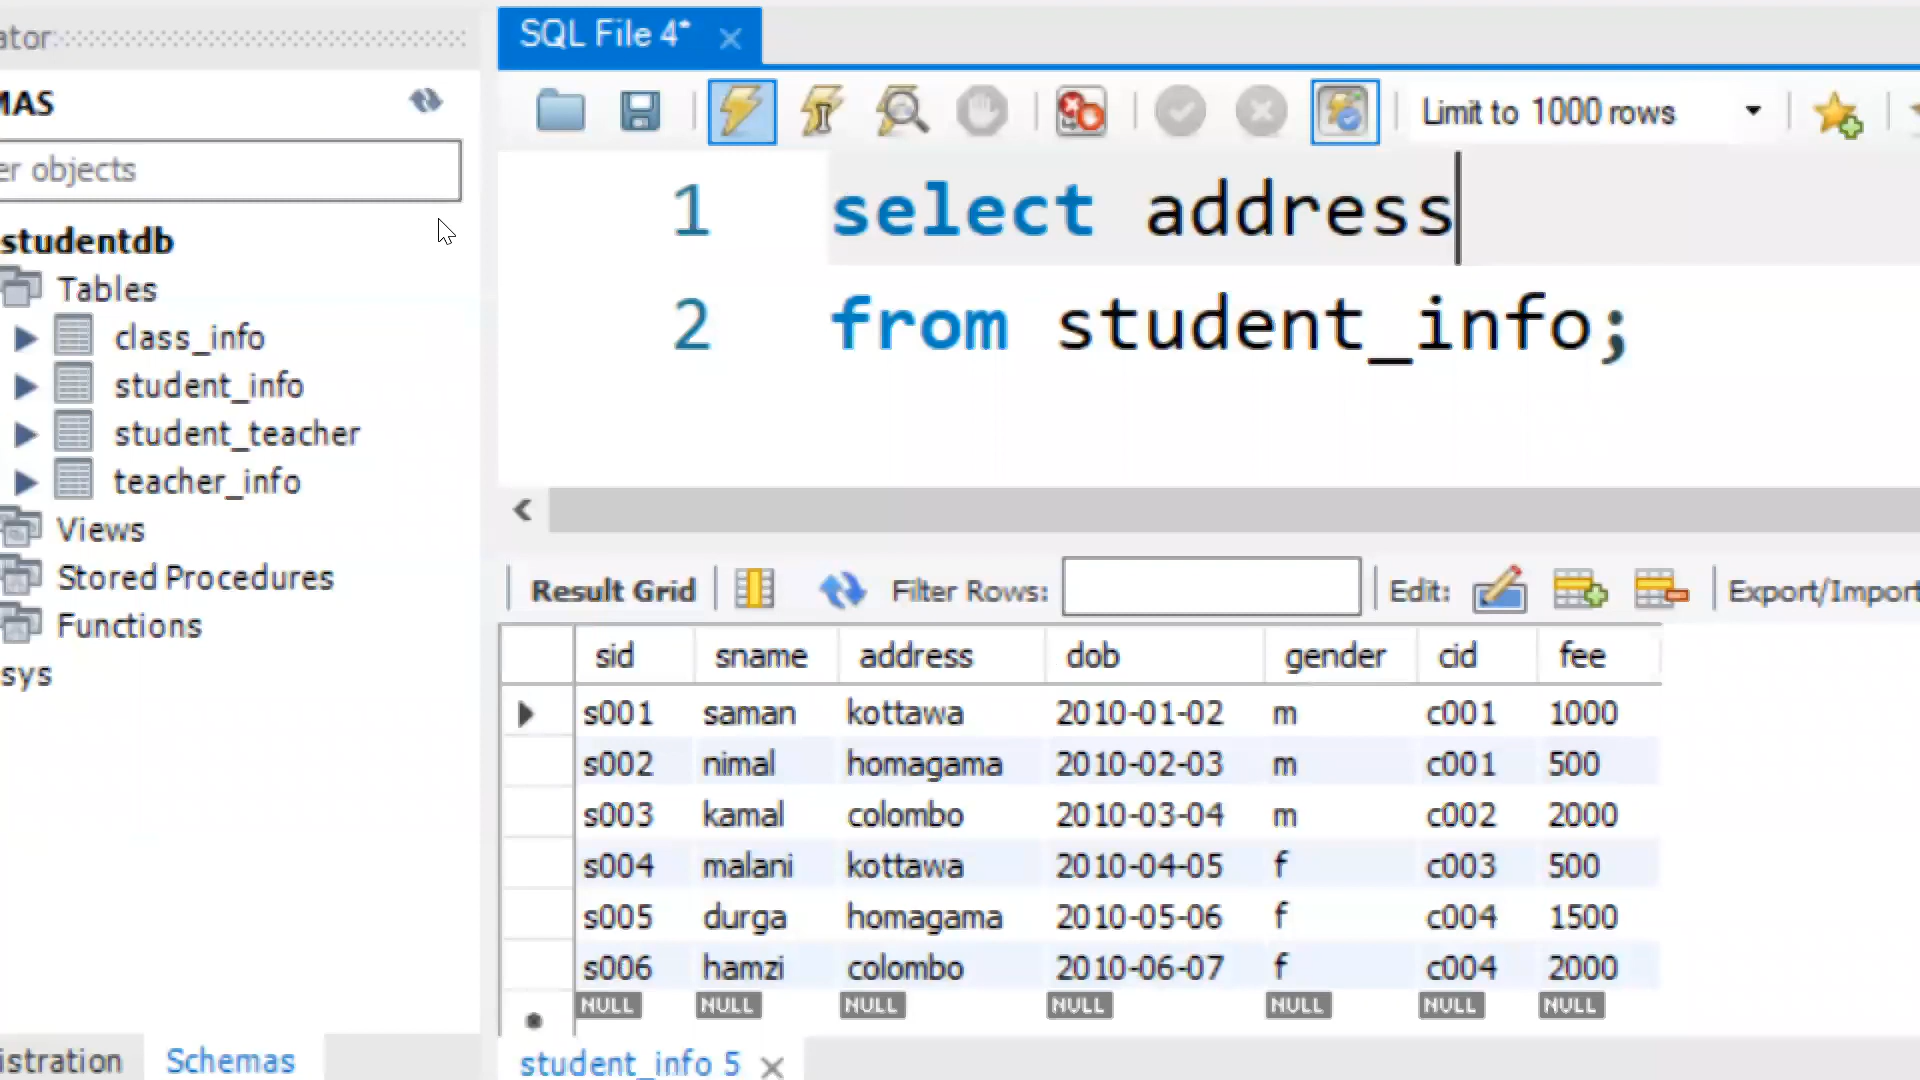 ator
MAS
er objects
studentdb
Tables
class_info
student_info
student_teacher
teacher_info
Views
Stored Procedures
Functions
sys
istration Schemas
SQL File 4*
Limit to 1000 rows
1 select address
2 from student_info;
Result Grid Filter Rows: Edit: Export/Import
sid sname address dob gender cid fee
s001 saman kottawa 2010-01-02 m c001 1000
s002 nimal homagama 2010-02-03 m c001 500
s003 kamal colombo 2010-03-04 m c002 2000
s004 malani kottawa 2010-04-05 f c003 500
s005 durga homagama 2010-05-06 f c004 1500
s006 hamzi colombo 2010-06-07 f c004 2000
NULL NULL NULL NULL NULL NULL NULL
student_info 5